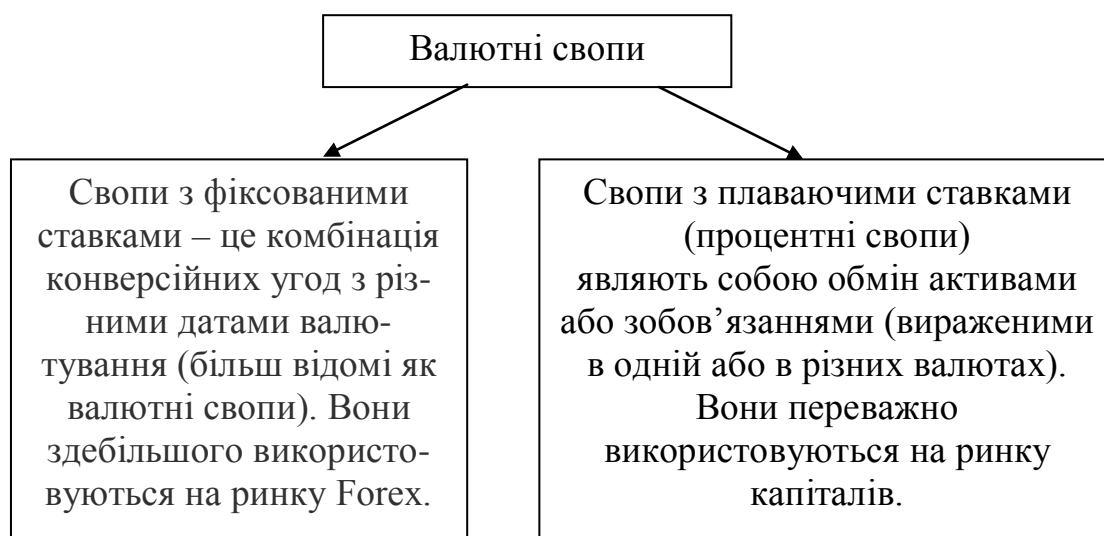 Валютні свопи
Свопи з фіксованими
ставками – це комбінація
конверсійних угод з різ-
ними датами валю-
тування (більш відомі як
валютні свопи). Вони
здебільшого використо-
вуються на ринку Forex.
Свопи з плаваючими ставками
(процентні свопи)
являють собою обмін активами
або зобов’язаннями (вираженими
в одній або в різних валютах).
Вони переважно
використовуються на ринку
капіталів.